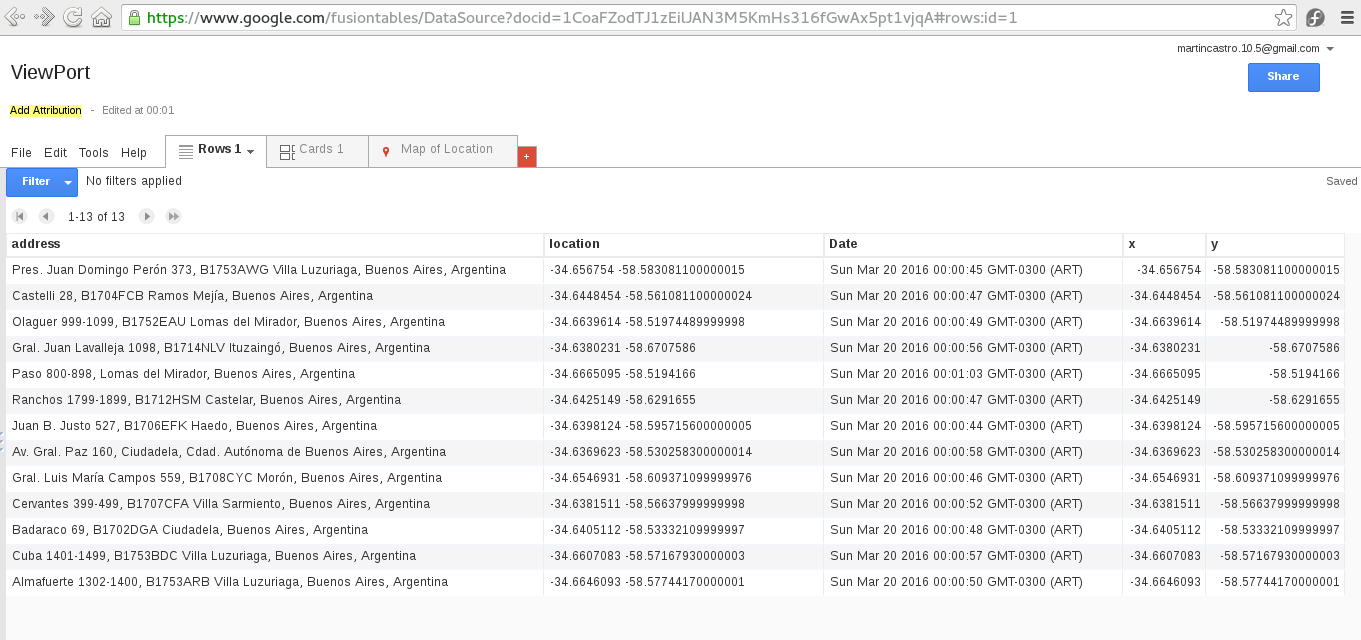 https://www.google.com/fusiontables/DataSource?docid=1CoaFZodTJ1zEilJAN3M5KmHs316fGwAx5pt1vjqA#rows:id=1
martincastro.10.5@gmail.com
ViewPort
Share
Add Attribution - Edited at 00:01
File Edit Tools Help Rows 1 Cards 1 Map of Location +
Filter No filters applied Saved
1-13 of 13
address location Date x y
Pres. Juan Domingo Perón 373, B1753AWG Villa Luzuriaga, Buenos Aires, Argentina -34.656754 -58.583081100000015 Sun Mar 20 2016 00:00:45 GMT-0300 (ART) -34.656754 -58.583081100000015
Castelli 28, B1704FCB Ramos Mejía, Buenos Aires, Argentina -34.6448454 -58.561081100000024 Sun Mar 20 2016 00:00:47 GMT-0300 (ART) -34.6448454 -58.561081100000024
Olaguer 999-1099, B1752EAU Lomas del Mirador, Buenos Aires, Argentina -34.6639614 -58.51974489999998 Sun Mar 20 2016 00:00:49 GMT-0300 (ART) -34.6639614 -58.51974489999998
Gral. Juan Lavalleja 1098, B1714NLV Ituzaingó, Buenos Aires, Argentina -34.6380231 -58.6707586 Sun Mar 20 2016 00:00:56 GMT-0300 (ART) -34.6380231 -58.6707586
Paso 800-898, Lomas del Mirador, Buenos Aires, Argentina -34.6665095 -58.5194166 Sun Mar 20 2016 00:01:03 GMT-0300 (ART) -34.6665095 -58.5194166
Ranchos 1799-1899, B1712HSM Castelar, Buenos Aires, Argentina -34.6425149 -58.6291655 Sun Mar 20 2016 00:00:47 GMT-0300 (ART) -34.6425149 -58.6291655
Juan B. Justo 527, B1706EFK Haedo, Buenos Aires, Argentina -34.6398124 -58.595715600000005 Sun Mar 20 2016 00:00:44 GMT-0300 (ART) -34.6398124 -58.595715600000005
Av. Gral. Paz 160, Ciudadela, Cdad. Autónoma de Buenos Aires, Argentina -34.6369623 -58.530258300000014 Sun Mar 20 2016 00:00:58 GMT-0300 (ART) -34.6369623 -58.530258300000014
Gral. Luis María Campos 559, B1708CYC Morón, Buenos Aires, Argentina -34.6546931 -58.609371099999976 Sun Mar 20 2016 00:00:46 GMT-0300 (ART) -34.6546931 -58.609371099999976
Cervantes 399-499, B1707CFA Villa Sarmiento, Buenos Aires, Argentina -34.6381511 -58.56637999999998 Sun Mar 20 2016 00:00:52 GMT-0300 (ART) -34.6381511 -58.56637999999998
Badaraco 69, B1702DGA Ciudadela, Buenos Aires, Argentina -34.6405112 -58.53332109999997 Sun Mar 20 2016 00:00:48 GMT-0300 (ART) -34.6405112 -58.53332109999997
Cuba 1401-1499, B1753BDC Villa Luzuriaga, Buenos Aires, Argentina -34.6607083 -58.57167930000003 Sun Mar 20 2016 00:00:57 GMT-0300 (ART) -34.6607083 -58.57167930000003
Almafuerte 1302-1400, B1753ARB Villa Luzuriaga, Buenos Aires, Argentina -34.6646093 -58.57744170000001 Sun Mar 20 2016 00:00:50 GMT-0300 (ART) -34.6646093 -58.57744170000001